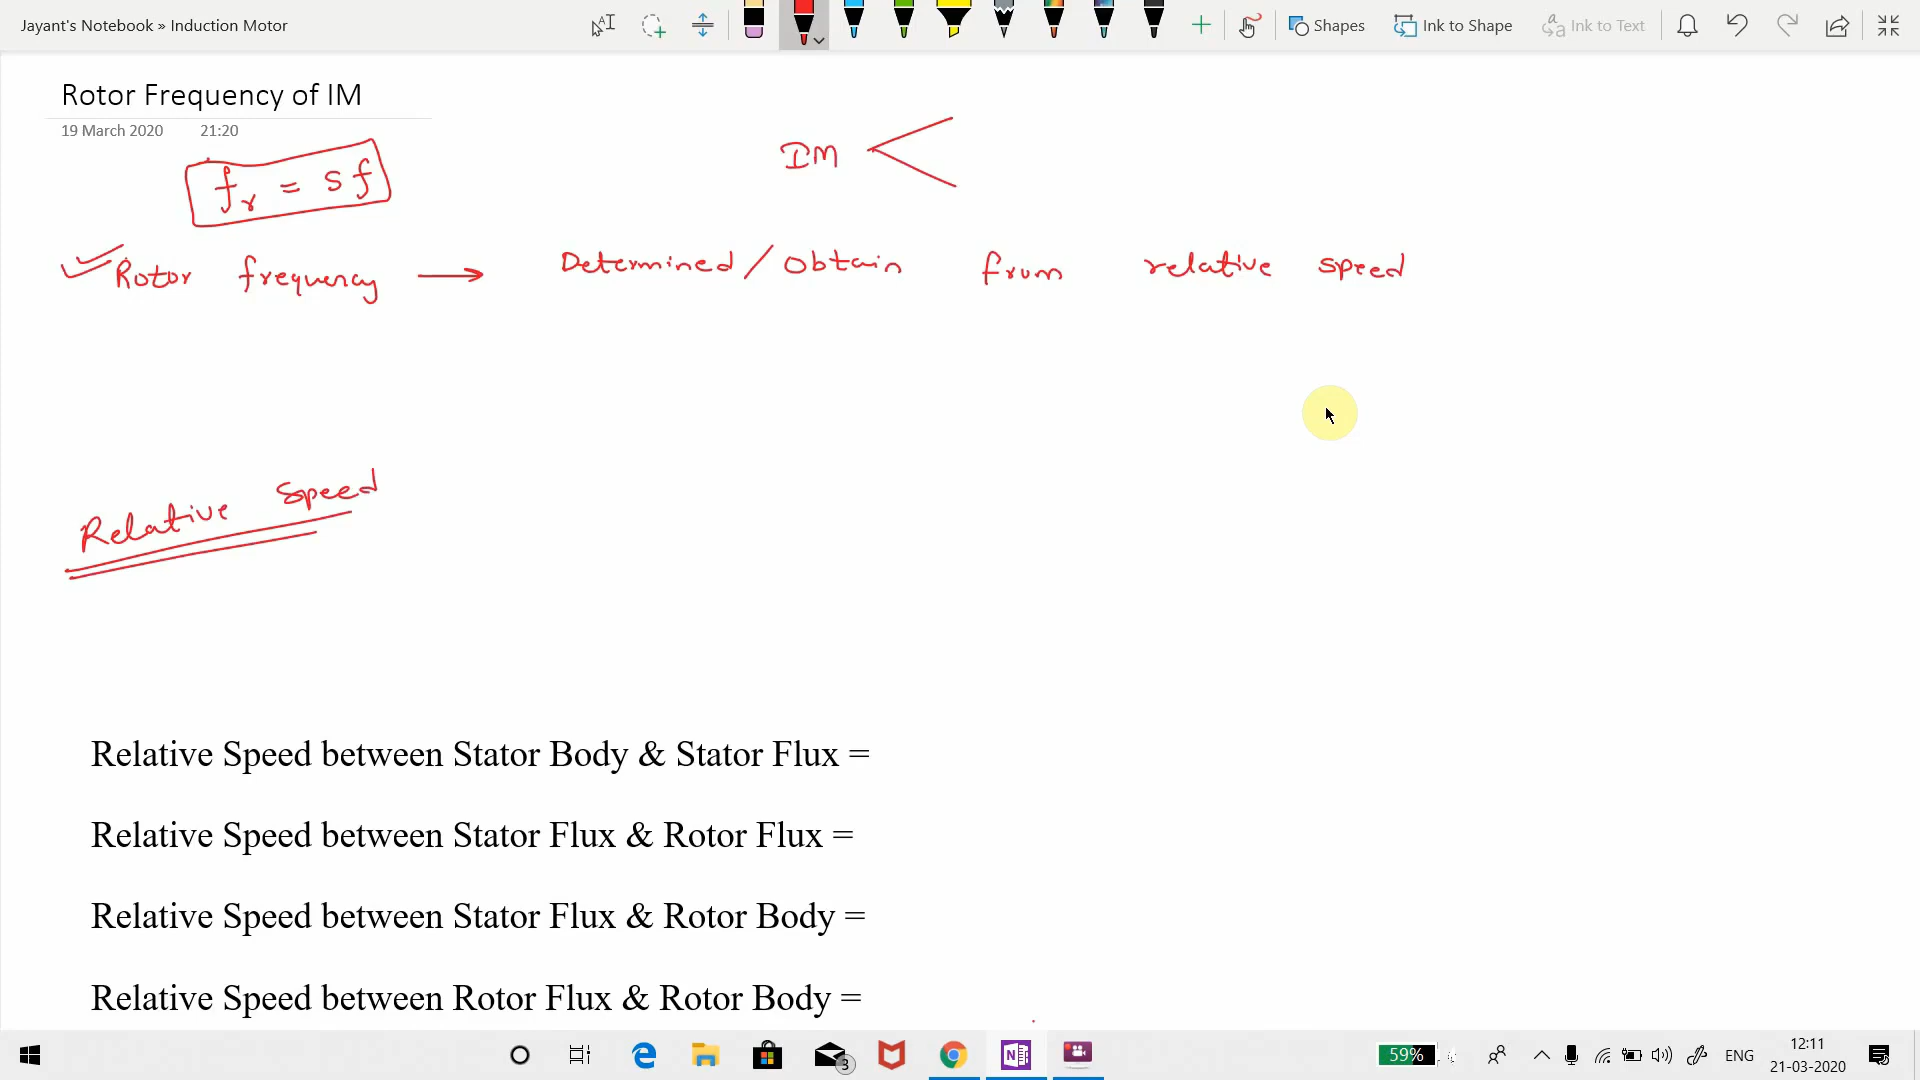 Jayant's Notebook » Induction Motor
Shapes
Ink to Shape
Ink to Text
Rotor Frequency of IM
19 March 2020 21:20
fr = sf
IM
Rotor frequency → Determined / Obtain from relative speed
Relative Speed
Relative Speed between Stator Body & Stator Flux =
Relative Speed between Stator Flux & Rotor Flux =
Relative Speed between Stator Flux & Rotor Body =
Relative Speed between Rotor Flux & Rotor Body =
3
59%
ENG
12:11
21-03-2020